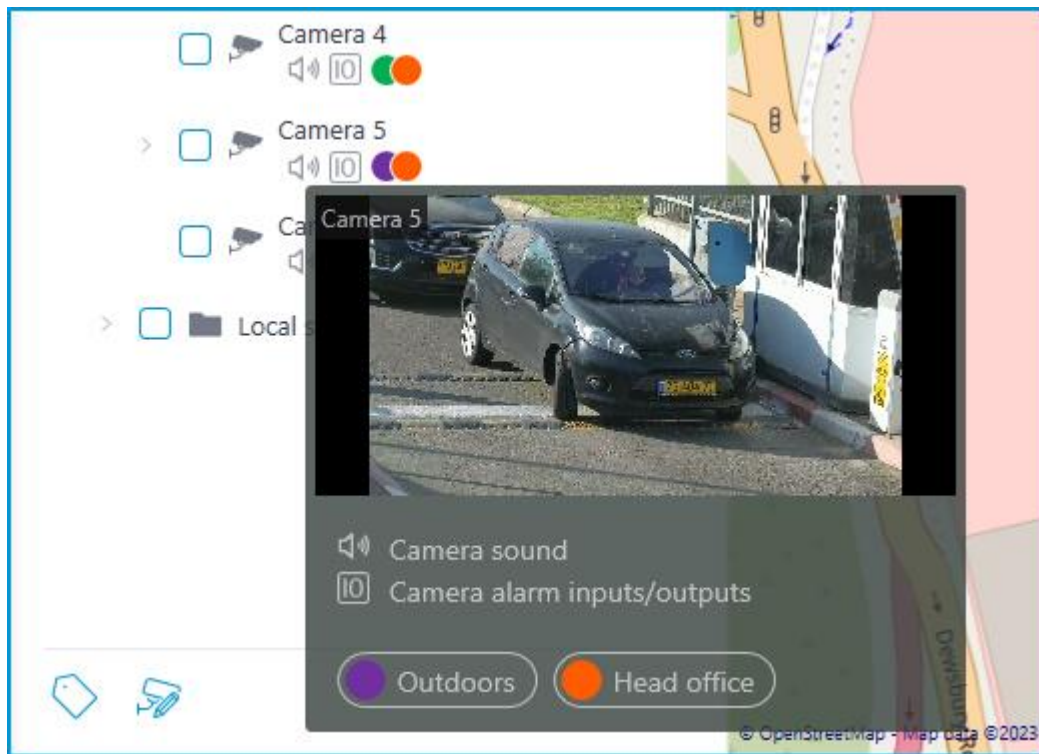 Camera 4
IO
Camera 5
IO
Camera 5
Local
Camera sound
IO Camera alarm inputs/outputs
Outdoors
Head office
© OpenStreetMap - Map data ©2023